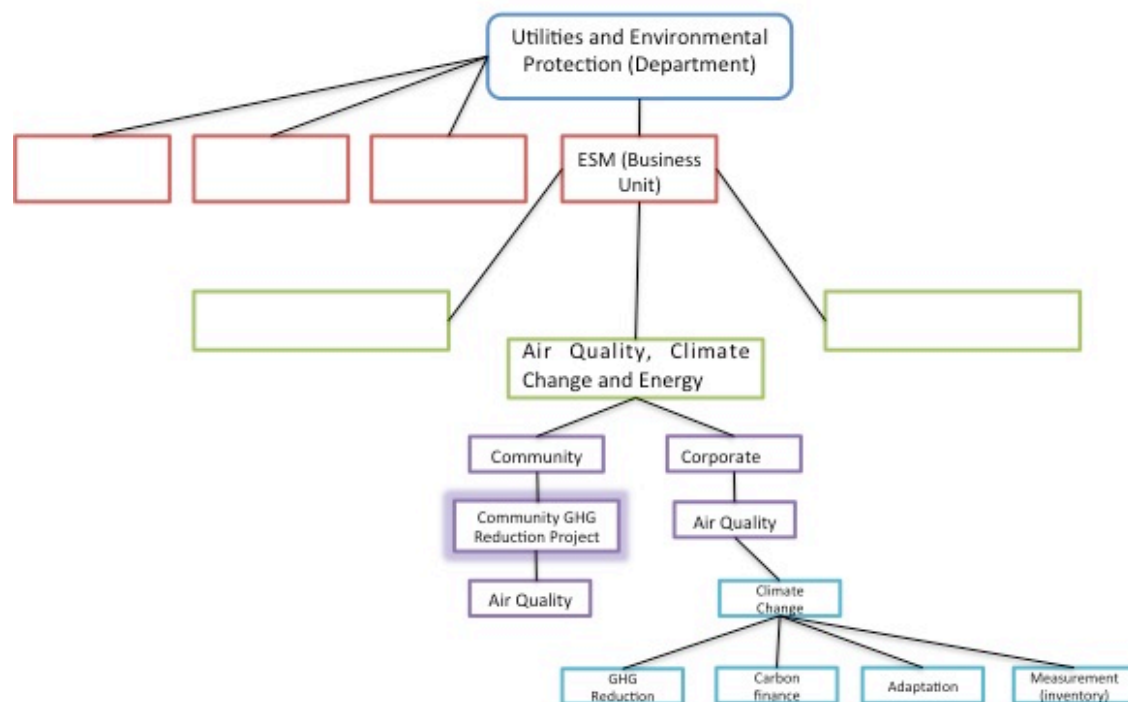 Utilities and Environmental
Protection (Department)
ESM (Business
Unit)
Air Quality, Climate
Change and Energy
Community
Corporate
Community GHG
Reduction Project
Air Quality
Air Quality
Climate
Change
GHG
Reduction
Carbon
finance
Adaptation
Measurement
(inventory)